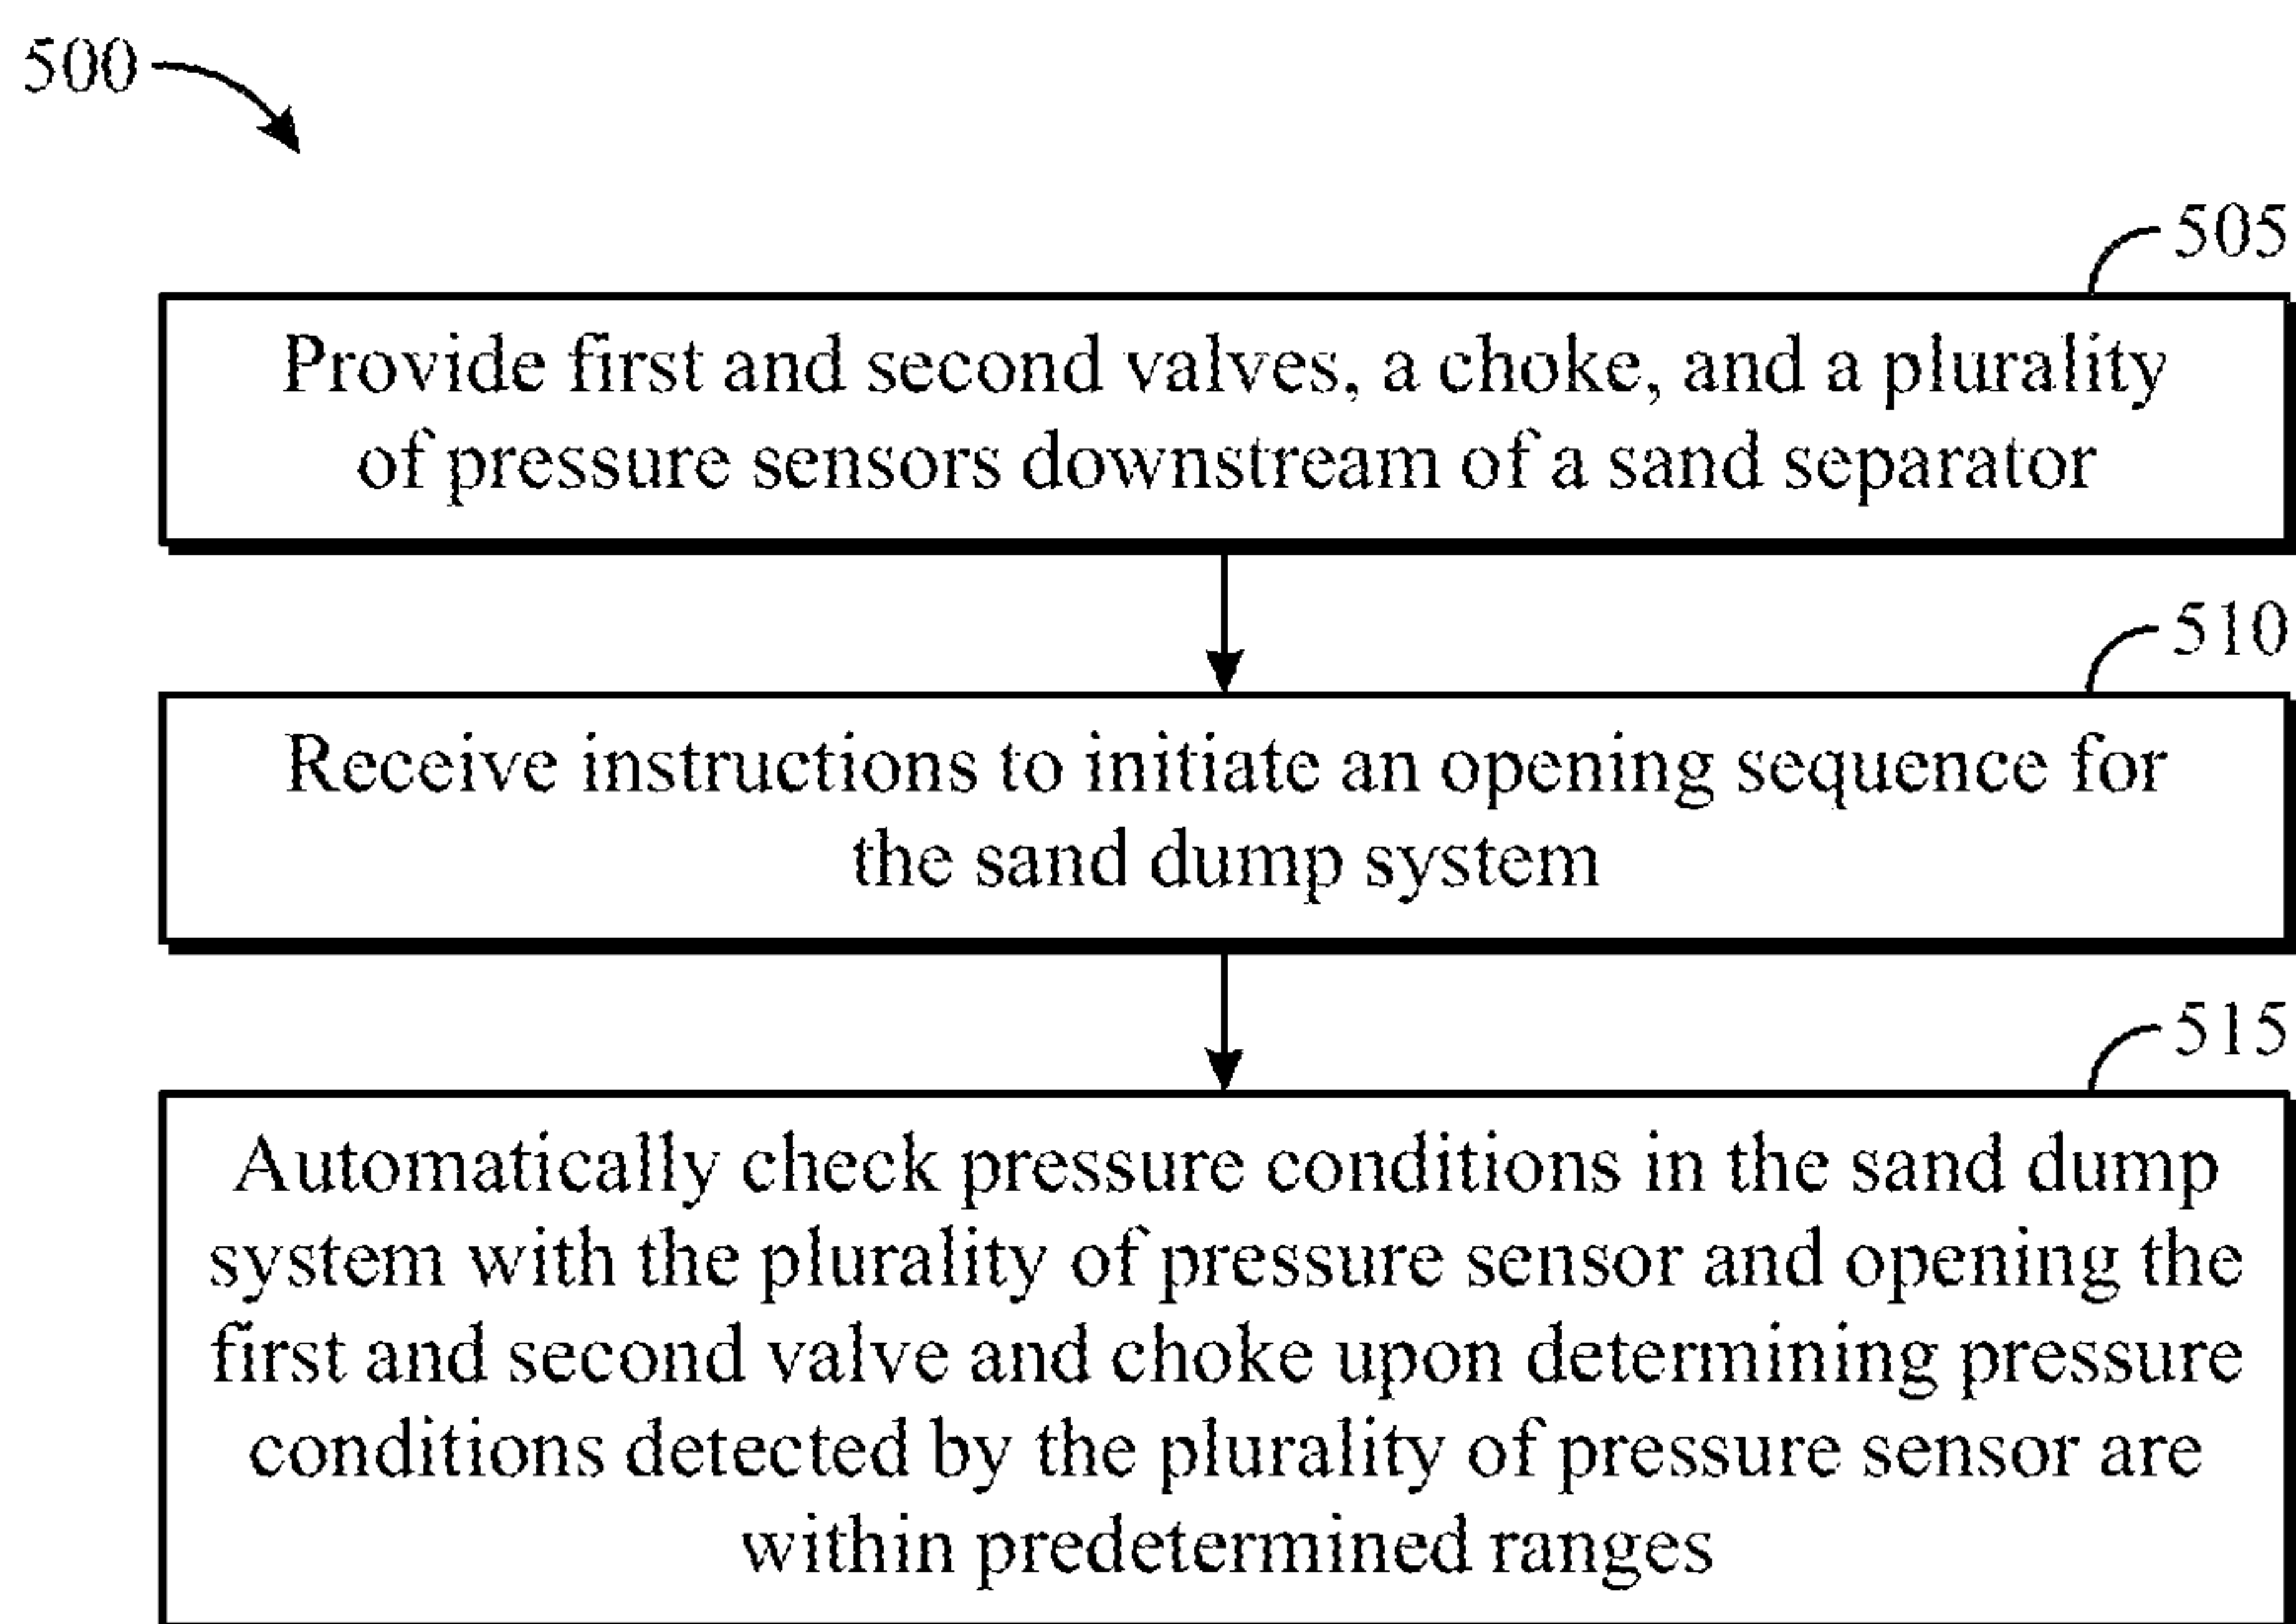 500
505
Provide first and second valves, a choke, and a plurality
of pressure sensors downstream of a sand separator
510
Receive instructions to initiate an opening sequence for
the sand dump system
515
Automatically check pressure conditions in the sand dump
system with the plurality of pressure sensor and opening the
first and second valve and choke upon determining pressure
conditions detected by the plurality of pressure sensor are
within predetermined ranges